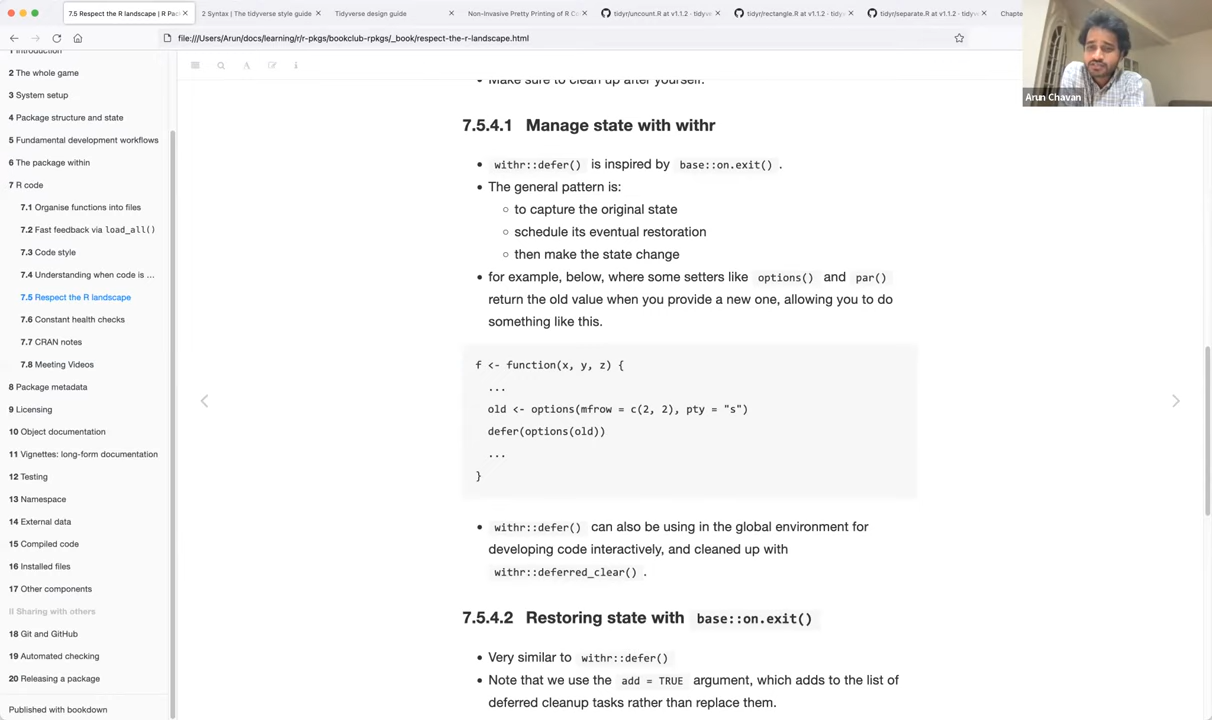 7.5 Respect the R landscape | R Pac
2 Syntax | The tidyverse style guide
Tidyverse design guide
Non-Invasive Pretty Printing of R C
tidyr/uncount.R at v1.1.2 · tidyve
tidyr/rectangle.R at v1.1.2 · tidy
tidyr/separate.R at v1.1.2 · tidyv
Chapte
file:///Users/Arun/docs/learning/r/r-pkgs/bookclub-rpkgs/_book/respect-the-r-landscape.html
Arun Chavan
1 Introduction
2 The whole game
3 System setup
4 Package structure and state
5 Fundamental development workflows
6 The package within
7 R code
7.1 Organise functions into files
7.2 Fast feedback via load_all()
7.3 Code style
7.4 Understanding when code is ...
7.5 Respect the R landscape
7.6 Constant health checks
7.7 CRAN notes
7.8 Meeting Videos
8 Package metadata
9 Licensing
10 Object documentation
11 Vignettes: long-form documentation
12 Testing
13 Namespace
14 External data
15 Compiled code
16 Installed files
17 Other components
II Sharing with others
18 Git and GitHub
19 Automated checking
20 Releasing a package
Published with bookdown
• Make sure to clean up after yourself.
7.5.4.1 Manage state with withr
• withr::defer() is inspired by base::on.exit() .
• The general pattern is:
○ to capture the original state
○ schedule its eventual restoration
○ then make the state change
• for example, below, where some setters like options() and par()
return the old value when you provide a new one, allowing you to do
something like this.
f <- function(x, y, z) {
...
old <- options(mfrow = c(2, 2), pty = "s")
defer(options(old))
...
}
• withr::defer() can also be using in the global environment for
developing code interactively, and cleaned up with
withr::deferred_clear() .
7.5.4.2 Restoring state with base::on.exit()
• Very similar to withr::defer()
• Note that we use the add = TRUE argument, which adds to the list of
deferred cleanup tasks rather than replace them.